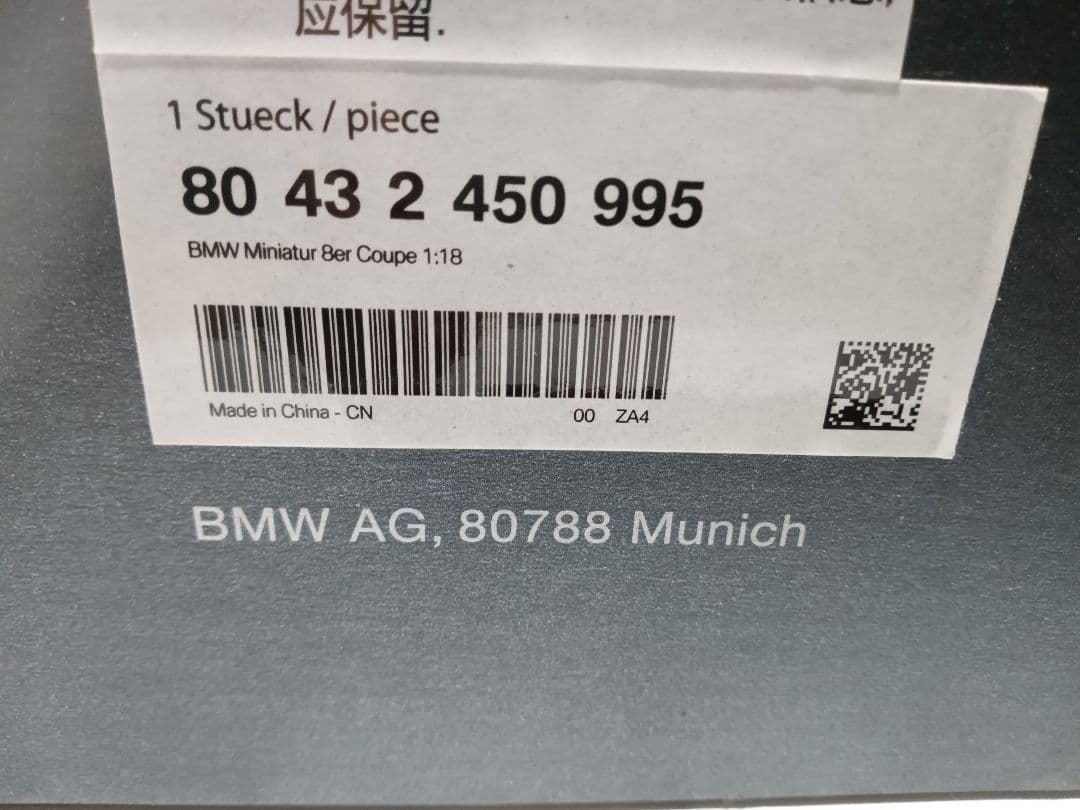 应保留.
1 Stueck / piece
80 43 2 450 995
BMW Miniatur 8er Coupe 1:18
Made in China - CN
00 ZA4
BMW AG, 80788 Munich